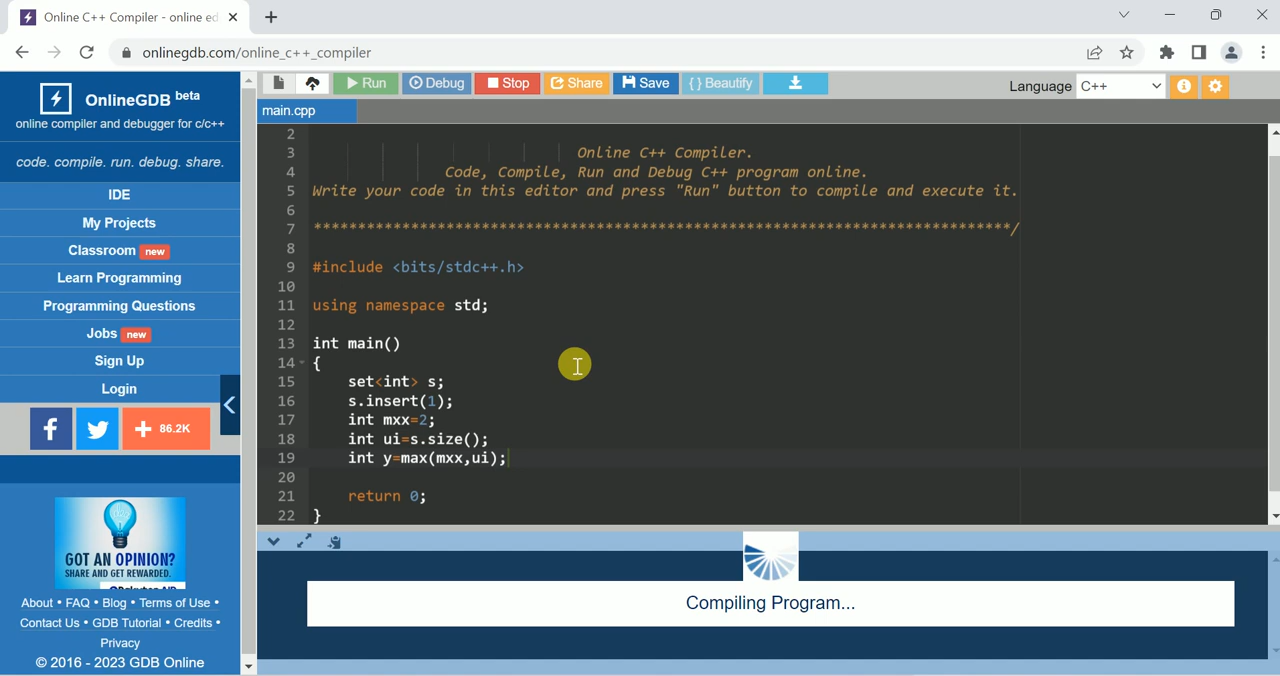 Online C++ Compiler - online ed
onlinegdb.com/online_c++_compiler
OnlineGDB beta
online compiler and debugger for c/c++
code. compile. run. debug. share.
IDE
My Projects
Classroom new
Learn Programming
Programming Questions
Jobs new
Sign Up
Login
86.2K
GOT AN OPINION?
SHARE AND GET REWARDED.
About • FAQ • Blog • Terms of Use •
Contact Us • GDB Tutorial • Credits •
Privacy
© 2016 - 2023 GDB Online
Run Debug Stop Share Save { } Beautify
Language C++
main.cpp
2
3 Online C++ Compiler.
4 Code, Compile, Run and Debug C++ program online.
5 Write your code in this editor and press "Run" button to compile and execute it.
6
7 *******************************************************************************/
8
9 #include <bits/stdc++.h>
10
11 using namespace std;
12
13 int main()
14 {
15 set<int> s;
16 s.insert(1);
17 int mxx=2;
18 int ui=s.size();
19 int y=max(mxx,ui);
20
21 return 0;
22 }
Compiling Program...